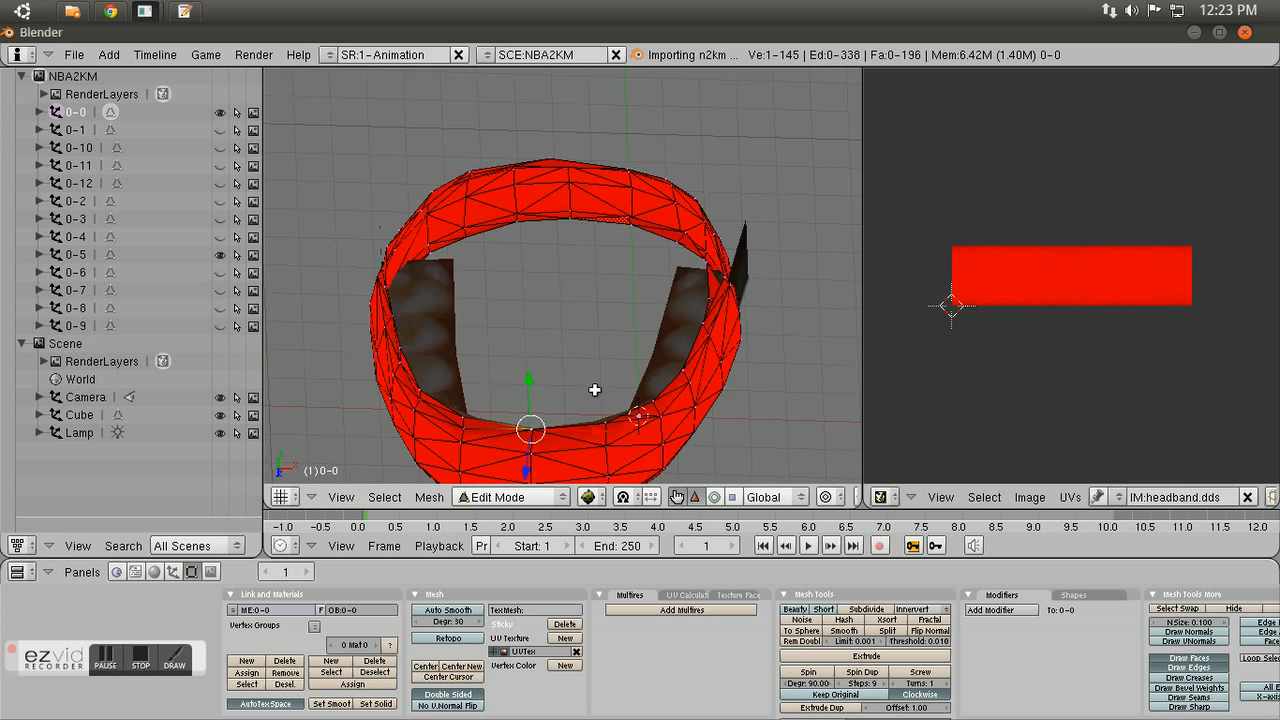 12:23 PM
Blender
File Add Timeline Game Render Help SR:1-Animation SCE:NBA2KM Importing n2km ... Ve:1-145 | Ed:0-338 | Fa:0-196 | Mem:6.42M (1.40M) 0-0
NBA2KM
RenderLayers |
0-0 |
0-1 |
0-10 |
0-11 |
0-12 |
0-2 |
0-3 |
0-4 |
0-5 |
0-6 |
0-7 |
0-8 |
0-9 |
Scene
RenderLayers |
World
Camera |
Cube |
Lamp |
(1) 0-0
View Select Mesh Edit Mode Global
View Select Image UVs IM:headband.dds
-1.0 -0.5 0.0 0.5 1.0 1.5 2.0 2.5 3.0 3.5 4.0 4.5 5.0 5.5 6.0 6.5 7.0 7.5 8.0 8.5 9.0 9.5 10.0 10.5 11.0 11.5 12.0
View Search All Scenes
View Frame Playback Pr Start: 1 End: 250 1
Panels 1
Link and Materials
ME:0-0 F OB:0-0
Vertex Groups
0 Mat 0 ?
New Delete New Delete
Assign Remove Select Deselect
Select Desel. Assign
AutoTexSpace Set Smoot Set Solid
Mesh
Auto Smooth TexMesh:
Degr: 30 Sticky Delete
Retopo UV Texture New
UVTex
Center Center New Vertex Color New
Center Cursor
Double Sided
No V.Normal Flip
Multires UV Calculati Texture Face
Add Multires
Mesh Tools
Beauty Short Subdivide Innervert
Noise Hash Xsort Fractal
To Sphere Smooth Split Flip Normal
Rem Doubl Limit: 0.001 Threshold: 0.010
Extrude
Spin Spin Dup Screw
Degr: 90.00 Steps: 9 Turns: 1
Keep Original Clockwise
Extrude Dup Offset: 1.00
Modifiers Shapes
Add Modifier To: 0-0
Mesh Tools More
Select Swap Hide
NSize: 0.100 Edge
Draw Normals Edge
Draw VNormals
Draw Faces Loop Selec
Draw Edges
Draw Creases
Draw Bevel Weights All E
Draw Seams X-axis
Draw Sharp
ezvid
RECORDER
PAUSE STOP DRAW